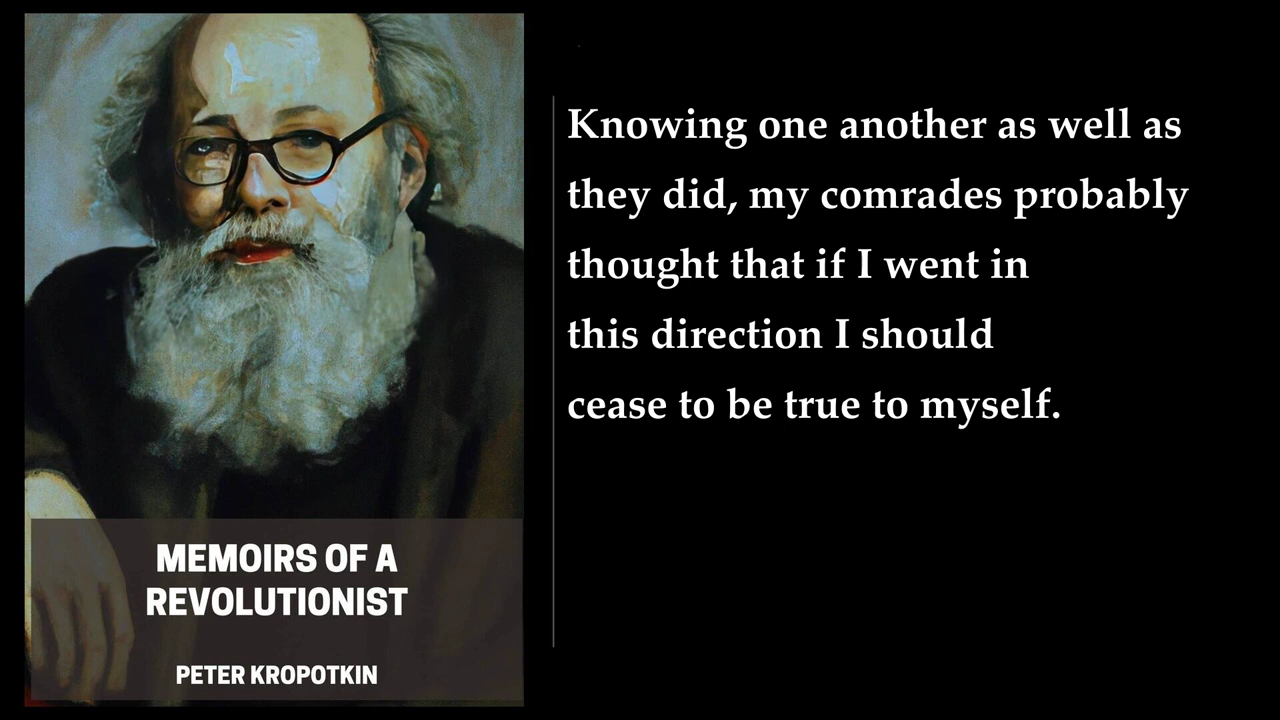 Knowing one another as well as
they did, my comrades probably
thought that if I went in
this direction I should
cease to be true to myself.
MEMOIRS OF A
REVOLUTIONIST
PETER KROPOTKIN